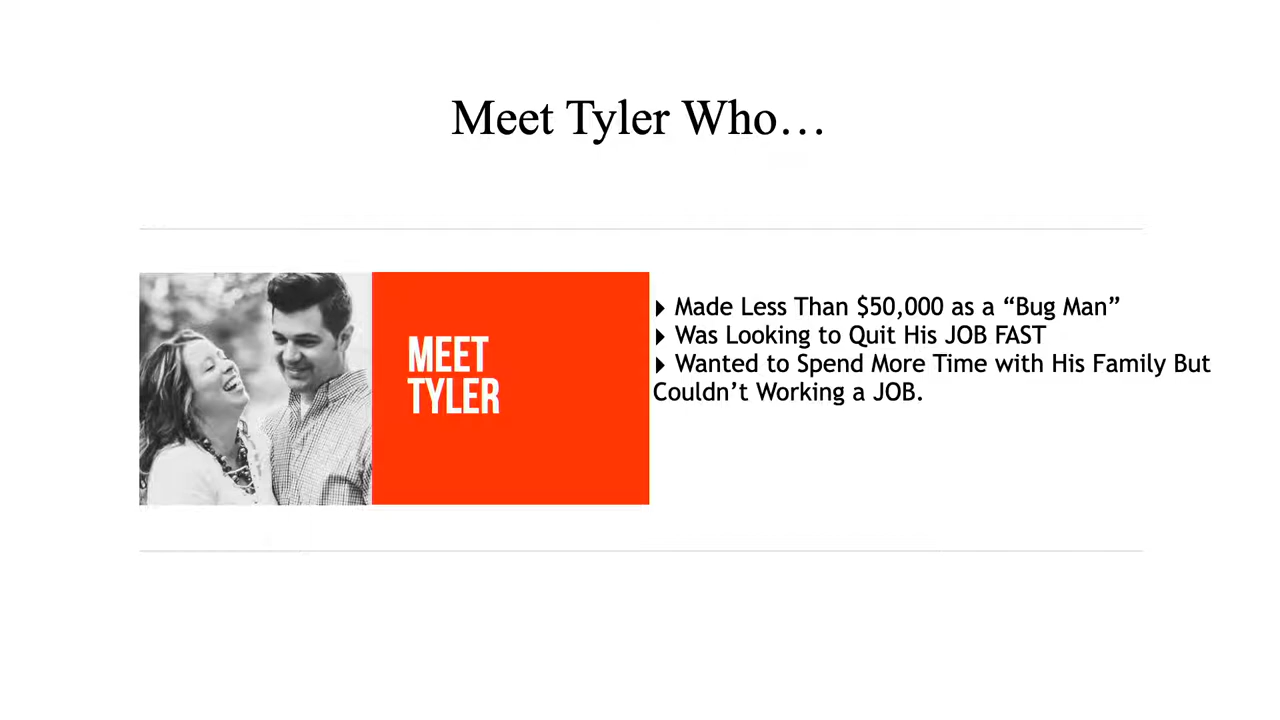 Meet Tyler Who…
MEET
TYLER
▸ Made Less Than $50,000 as a “Bug Man”
▸ Was Looking to Quit His JOB FAST
▸ Wanted to Spend More Time with His Family But
Couldn’t Working a JOB.